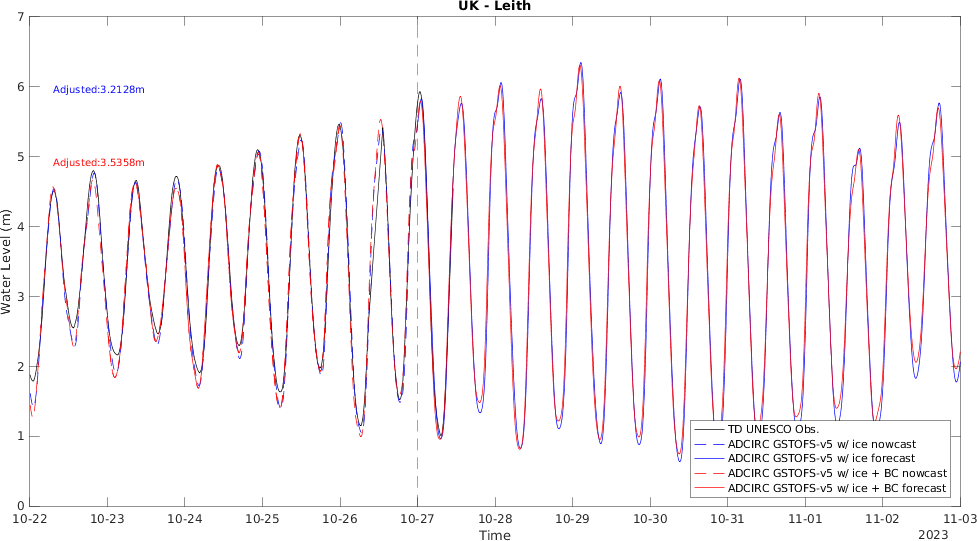 UK - Leith
7
6
5
4
3
2
1
0
Water Level (m)
Adjusted:3.2128m
Adjusted:3.5358m
TD UNESCO Obs.
ADCIRC GSTOFS-v5 w/ ice nowcast
ADCIRC GSTOFS-v5 w/ ice forecast
ADCIRC GSTOFS-v5 w/ ice + BC nowcast
ADCIRC GSTOFS-v5 w/ ice + BC forecast
10-22 10-23 10-24 10-25 10-26 10-27 10-28 10-29 10-30 10-31 11-01 11-02 11-03
Time
2023